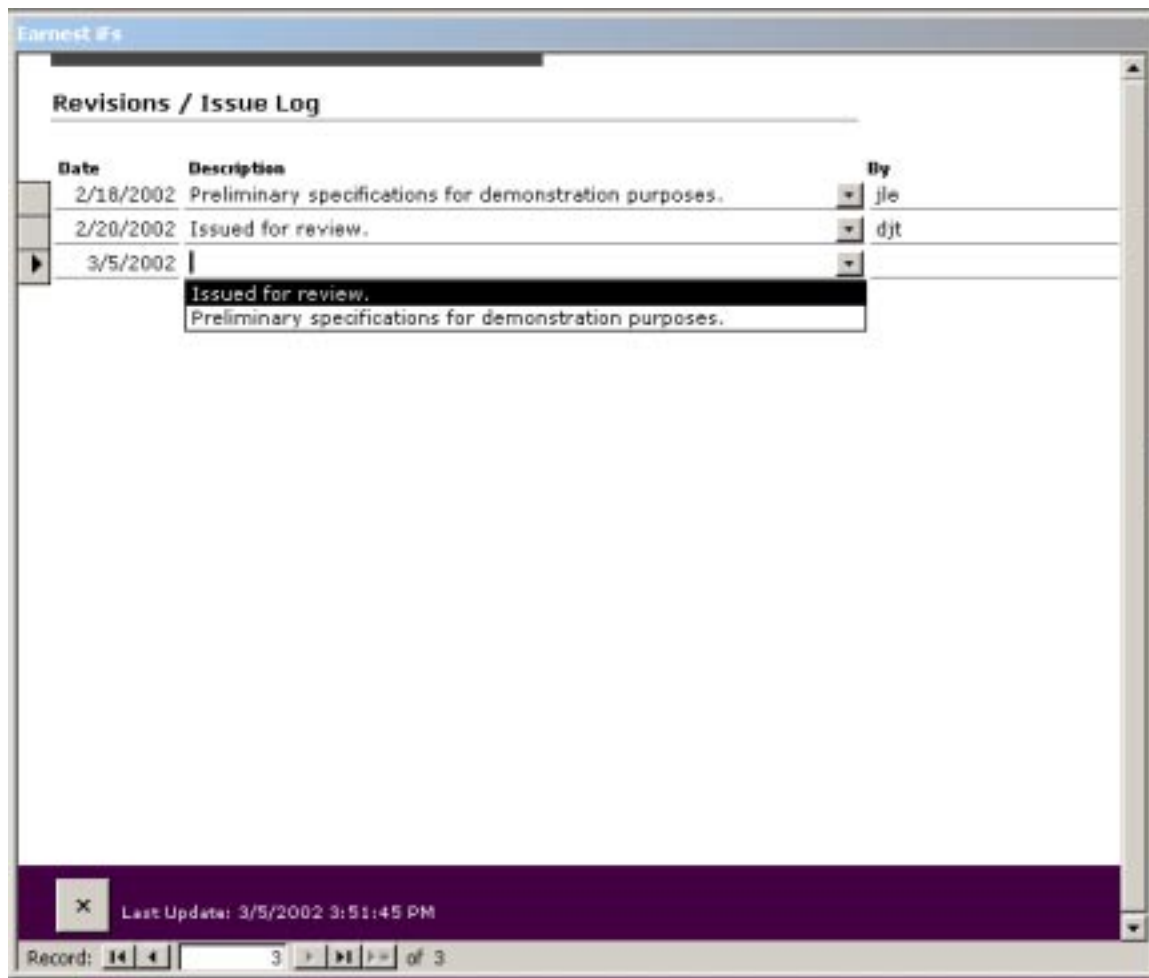 Earnest iFs
Revisions / Issue Log
Date Description By
2/18/2002 Preliminary specifications for demonstration purposes. jle
2/20/2002 Issued for review. djt
3/5/2002
Issued for review.
Preliminary specifications for demonstration purposes.
Last Update: 3/5/2002 3:51:45 PM
Record: 3 of 3